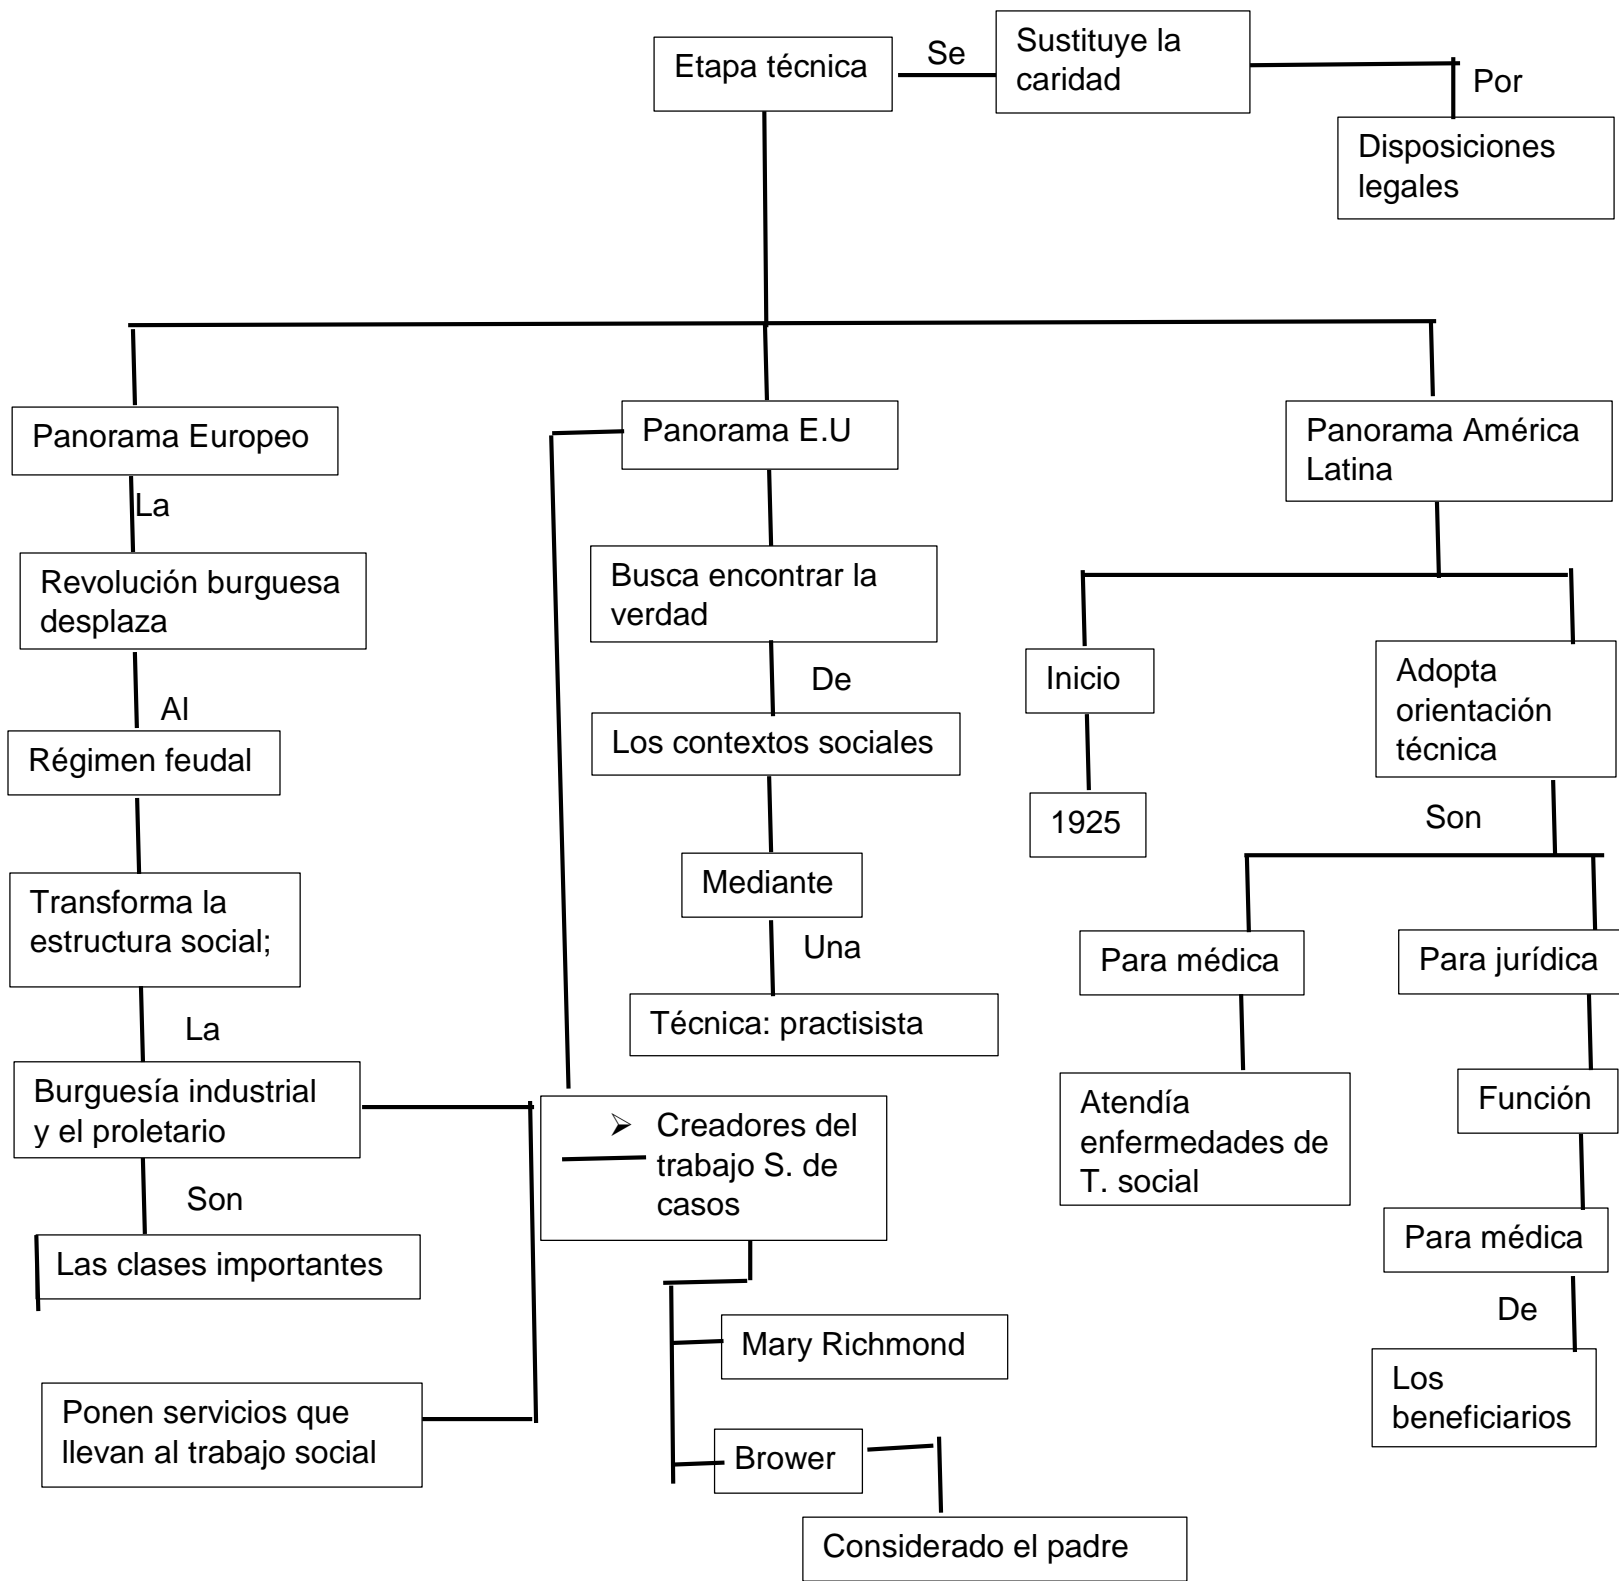 Etapa técnica
Se
Sustituye la
caridad
Por
Disposiciones
legales
Panorama Europeo
La
Revolución burguesa
desplaza
Al
Régimen feudal
Transforma la
estructura social;
La
Burguesía industrial
y el proletario
Son
Las clases importantes
Ponen servicios que
llevan al trabajo social
Panorama E.U
Busca encontrar la
verdad
De
Los contextos sociales
Mediante
Una
Técnica: practisista
➢ Creadores del
trabajo S. de
casos
Mary Richmond
Brower
Considerado el padre
Panorama América
Latina
Inicio
1925
Adopta
orientación
técnica
Son
Para médica
Atendía
enfermedades de
T. social
Para jurídica
Función
Para médica
De
Los
beneficiarios